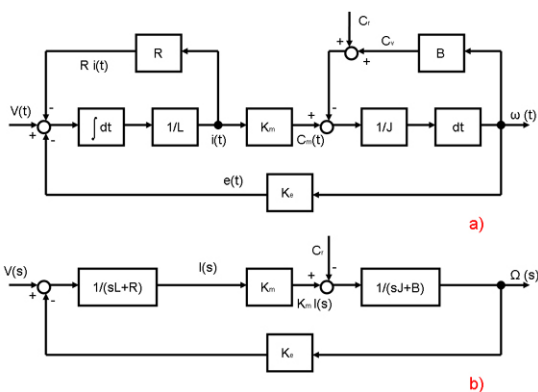 Cᵣ
R
Cᵥ
B
R i(t)
V(t)
∫ dt
1/L
Kₘ
1/J
dt
ω (t)
i(t)
Cₘ(t)
e(t)
Kₑ
a)
V(s)
I(s)
Cᵣ
Ω (s)
1/(sL+R)
Kₘ
1/(sJ+B)
Kₘ I(s)
Kₑ
b)